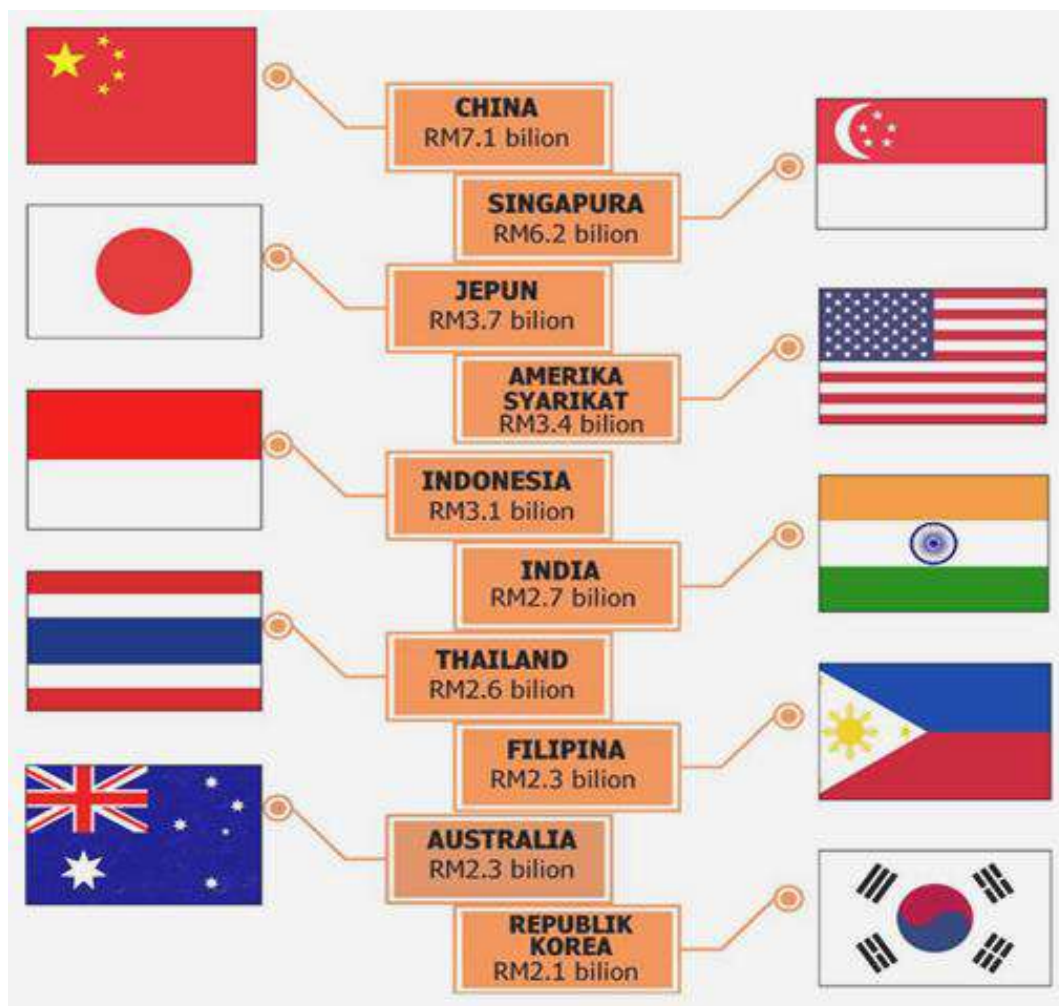 CHINA
RM7.1 bilion
SINGAPURA
RM6.2 bilion
JEPUN
RM3.7 bilion
AMERIKA
SYARIKAT
RM3.4 bilion
INDONESIA
RM3.1 bilion
INDIA
RM2.7 bilion
THAILAND
RM2.6 bilion
FILIPINA
RM2.3 bilion
AUSTRALIA
RM2.3 bilion
REPUBLIK
KOREA
RM2.1 bilion